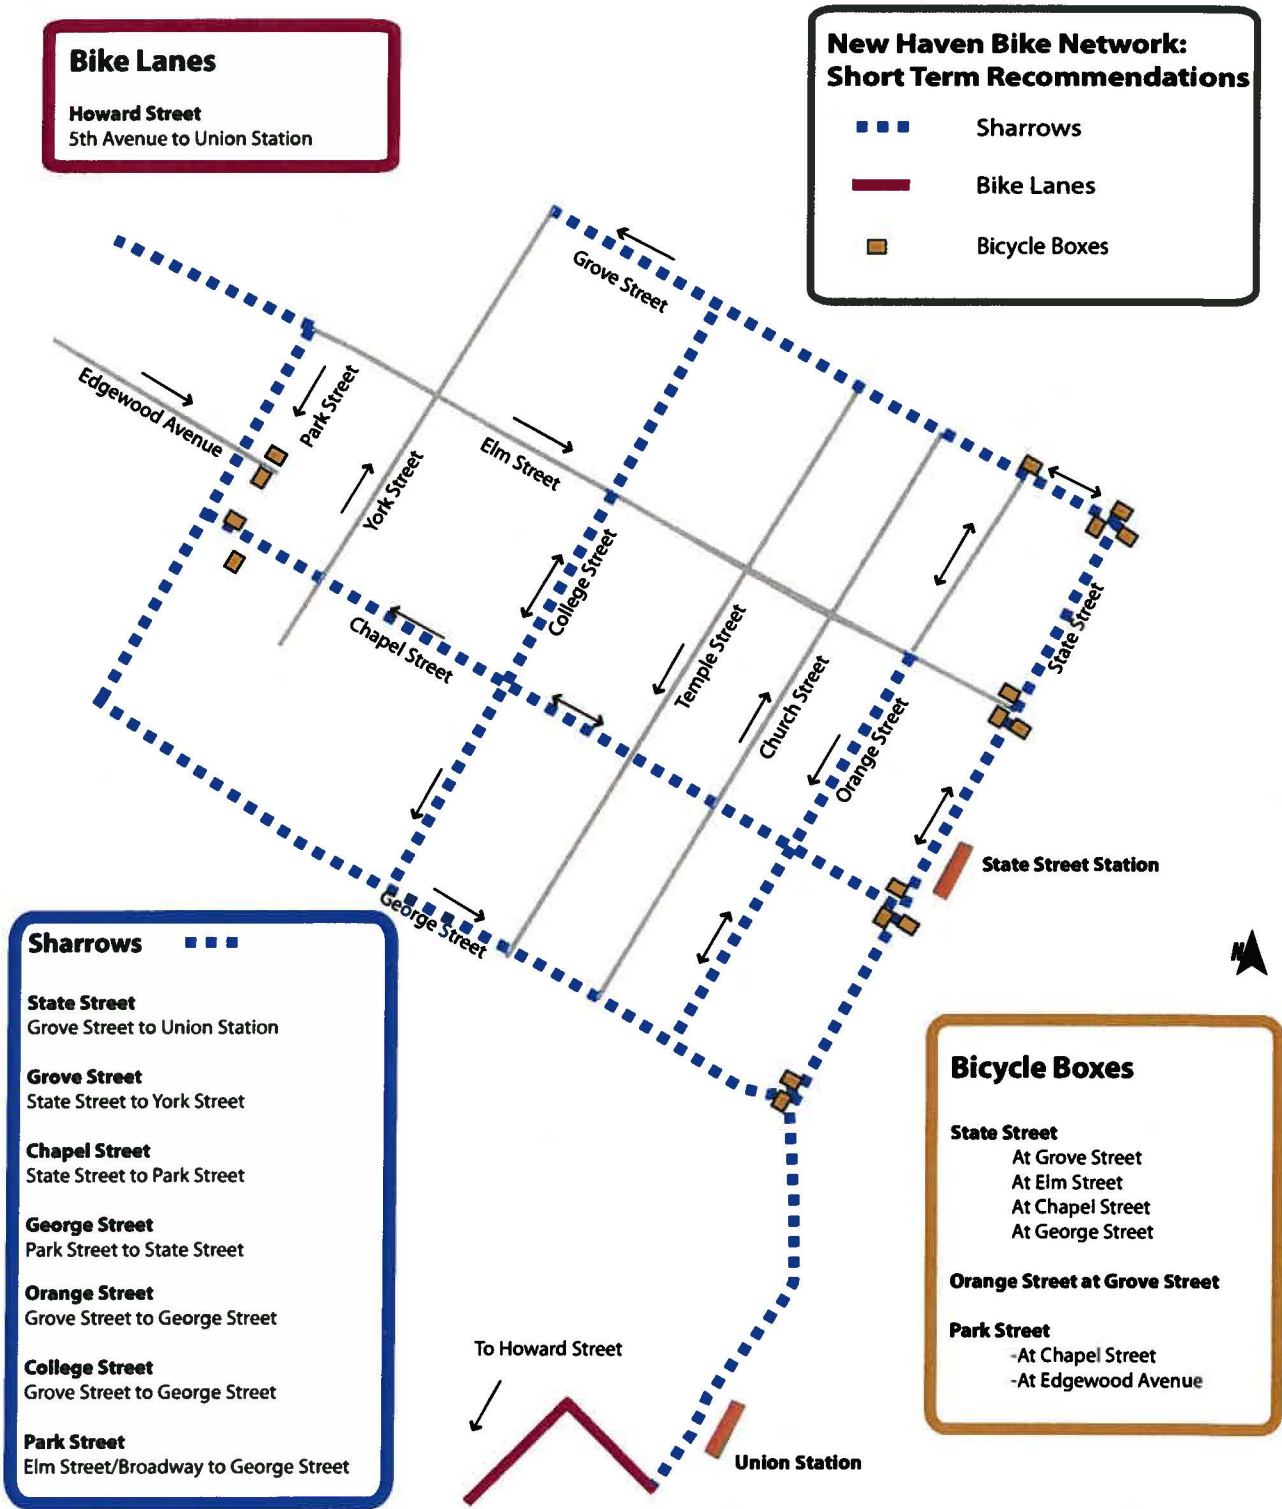 Bike Lanes
Howard Street
5th Avenue to Union Station
New Haven Bike Network:
Short Term Recommendations
Sharrows
Bike Lanes
Bicycle Boxes
Grove Street
Edgewood Avenue
Park Street
York Street
Elm Street
College Street
Chapel Street
Temple Street
Church Street
Orange Street
State Street
State Street Station
George Street
N
Sharrows
State Street
Grove Street to Union Station
Grove Street
State Street to York Street
Chapel Street
State Street to Park Street
George Street
Park Street to State Street
Orange Street
Grove Street to George Street
College Street
Grove Street to George Street
Park Street
Elm Street/Broadway to George Street
Bicycle Boxes
State Street
At Grove Street
At Elm Street
At Chapel Street
At George Street
Orange Street at Grove Street
Park Street
-At Chapel Street
-At Edgewood Avenue
To Howard Street
Union Station